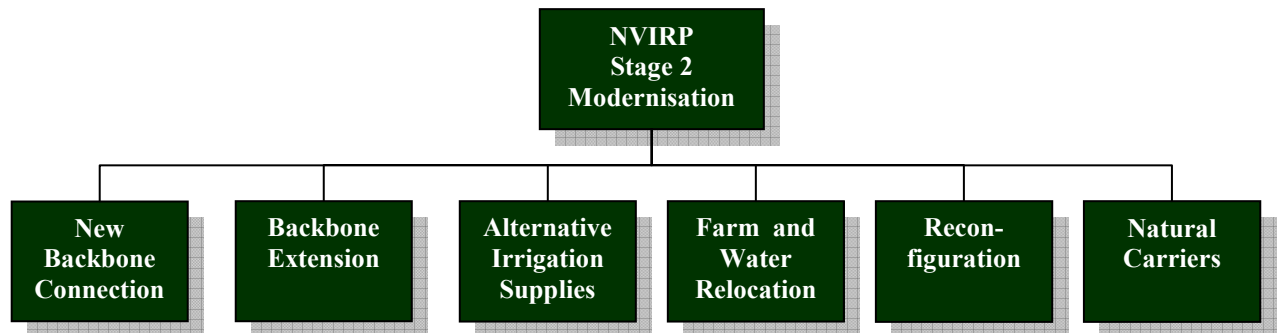 NVIRP
Stage 2
Modernisation
New
Backbone
Connection
Backbone
Extension
Alternative
Irrigation
Supplies
Farm and
Water
Relocation
Recon-
figuration
Natural
Carriers